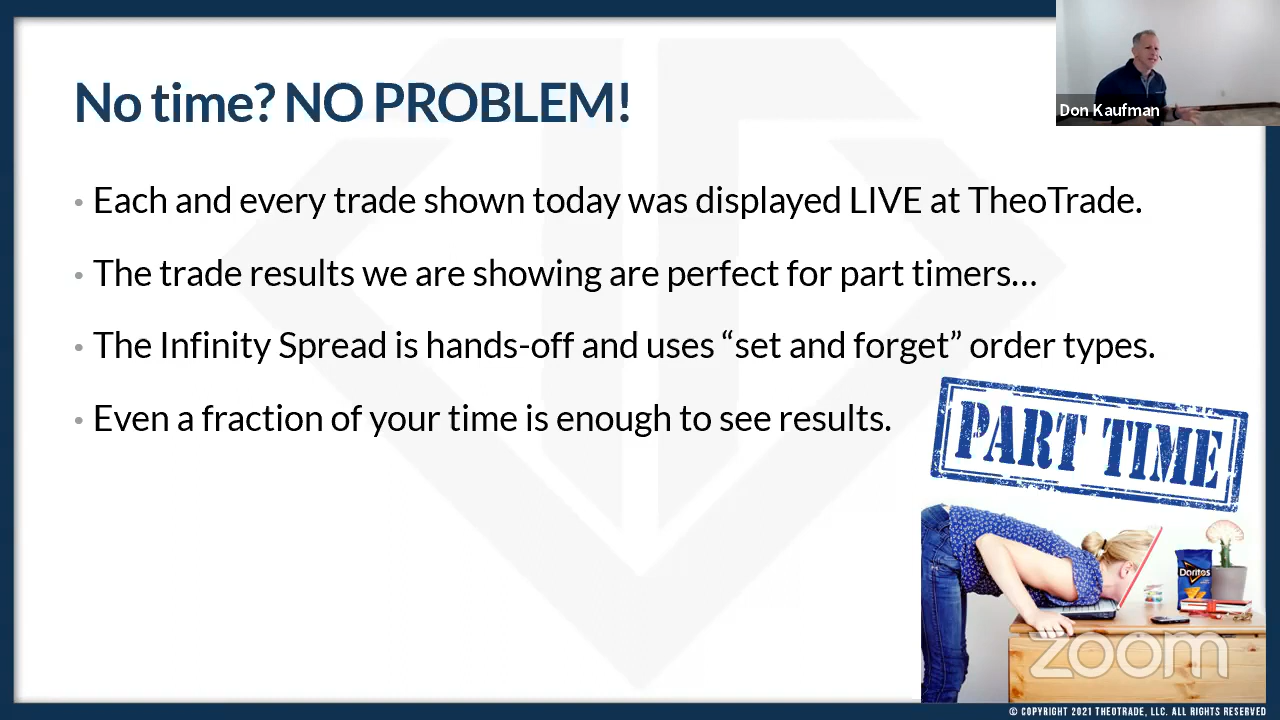 No time? NO PROBLEM!
Don Kaufman
• Each and every trade shown today was displayed LIVE at TheoTrade.
• The trade results we are showing are perfect for part timers...
• The Infinity Spread is hands-off and uses “set and forget” order types.
• Even a fraction of your time is enough to see results.
PART TIME
Doritos
zoom
© COPYRIGHT 2021 THEOTRADE, LLC. ALL RIGHTS RESERVED